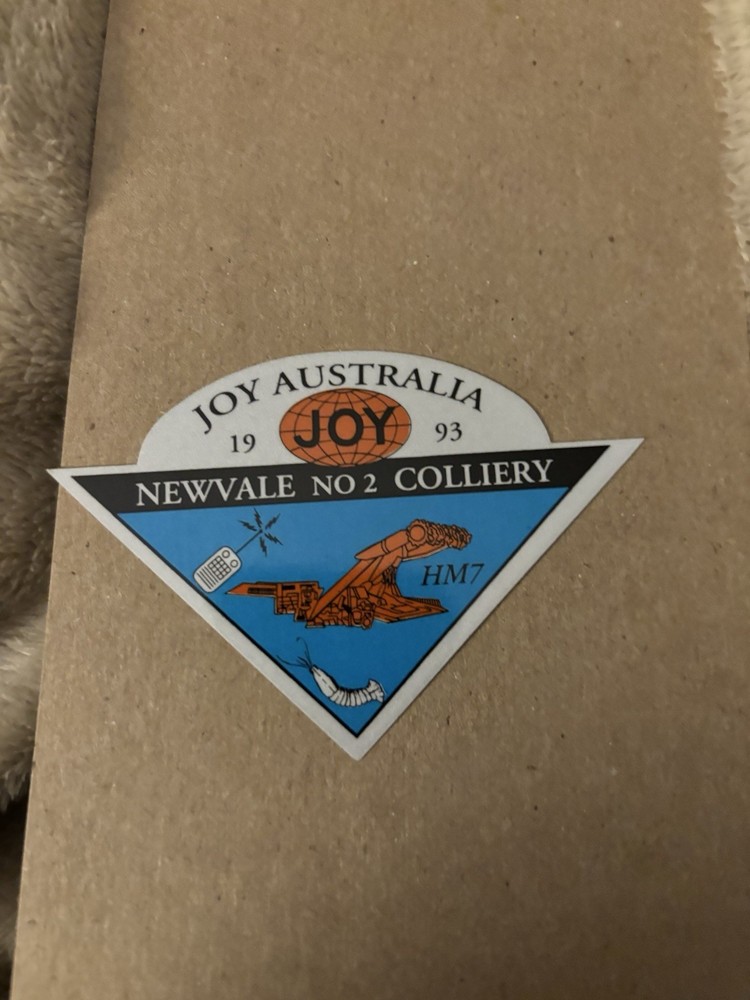 JOY AUSTRALIA
19 JOY 93
NEWVALE NO 2 COLLIERY
HM7